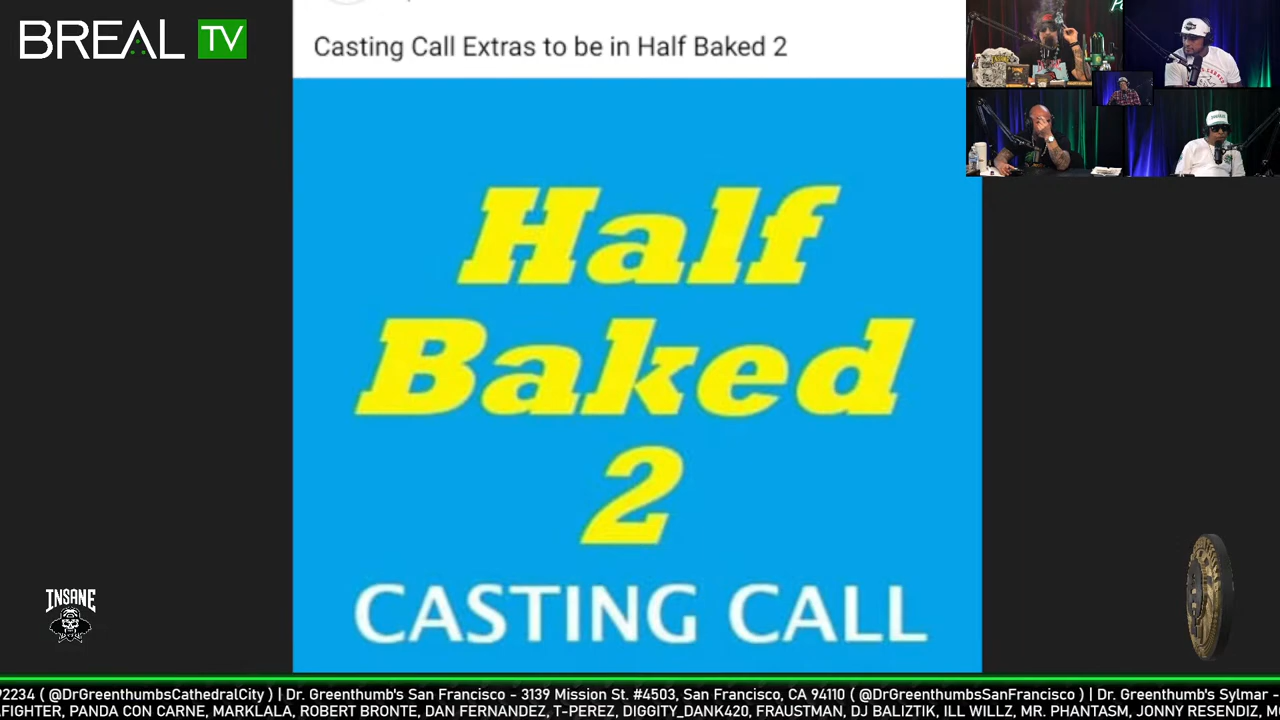 BREAL TV
Casting Call Extras to be in Half Baked 2
Half
Baked
2
CASTING CALL
INSANE
92234 ( @DrGreenthumbsCathedralCity ) | Dr. Greenthumb's San Francisco - 3139 Mission St. #4503, San Francisco, CA 94110 ( @DrGreenthumbsSanFrancisco ) | Dr. Greenthumb's Sylmar -
FIGHTER, PANDA CON CARNE, MARKLALA, ROBERT BRONTE, DAN FERNANDEZ, T-PEREZ, DIGGITY_DANK420, FRAUSTMAN, DJ BALIZTIK, ILL WILLZ, MR. PHANTASM, JONNY RESENDIZ,